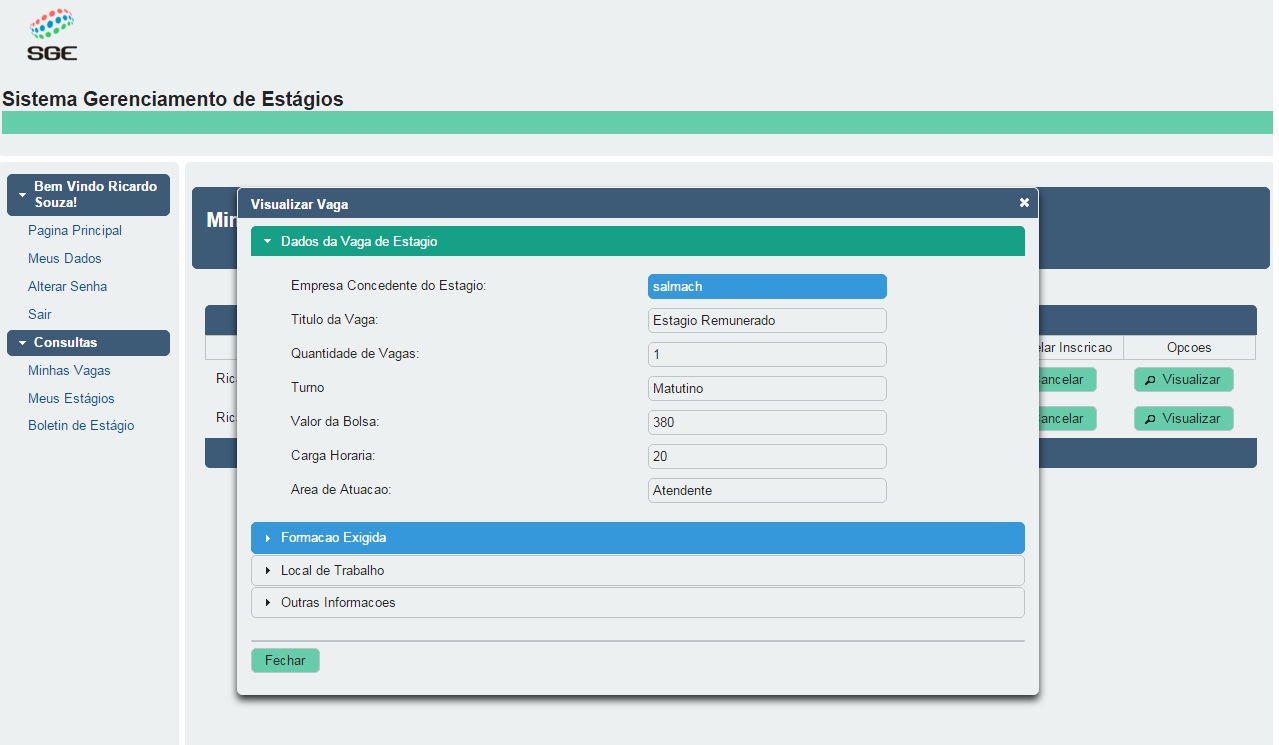 SGE
Sistema Gerenciamento de Estágios
Bem Vindo Ricardo
Souza!
Pagina Principal
Meus Dados
Alterar Senha
Sair
Consultas
Minhas Vagas
Meus Estágios
Boletin de Estágio
Min
Visualizar Vaga
Dados da Vaga de Estagio
Empresa Concedente do Estagio: salmach
Titulo da Vaga: Estagio Remunerado
Quantidade de Vagas: 1
Turno Matutino
Valor da Bolsa: 380
Carga Horaria: 20
Area de Atuacao: Atendente
Formacao Exigida
Local de Trabalho
Outras Informacoes
Fechar
elar Inscricao Opcoes
Ric ancelar Visualizar
Ric ancelar Visualizar